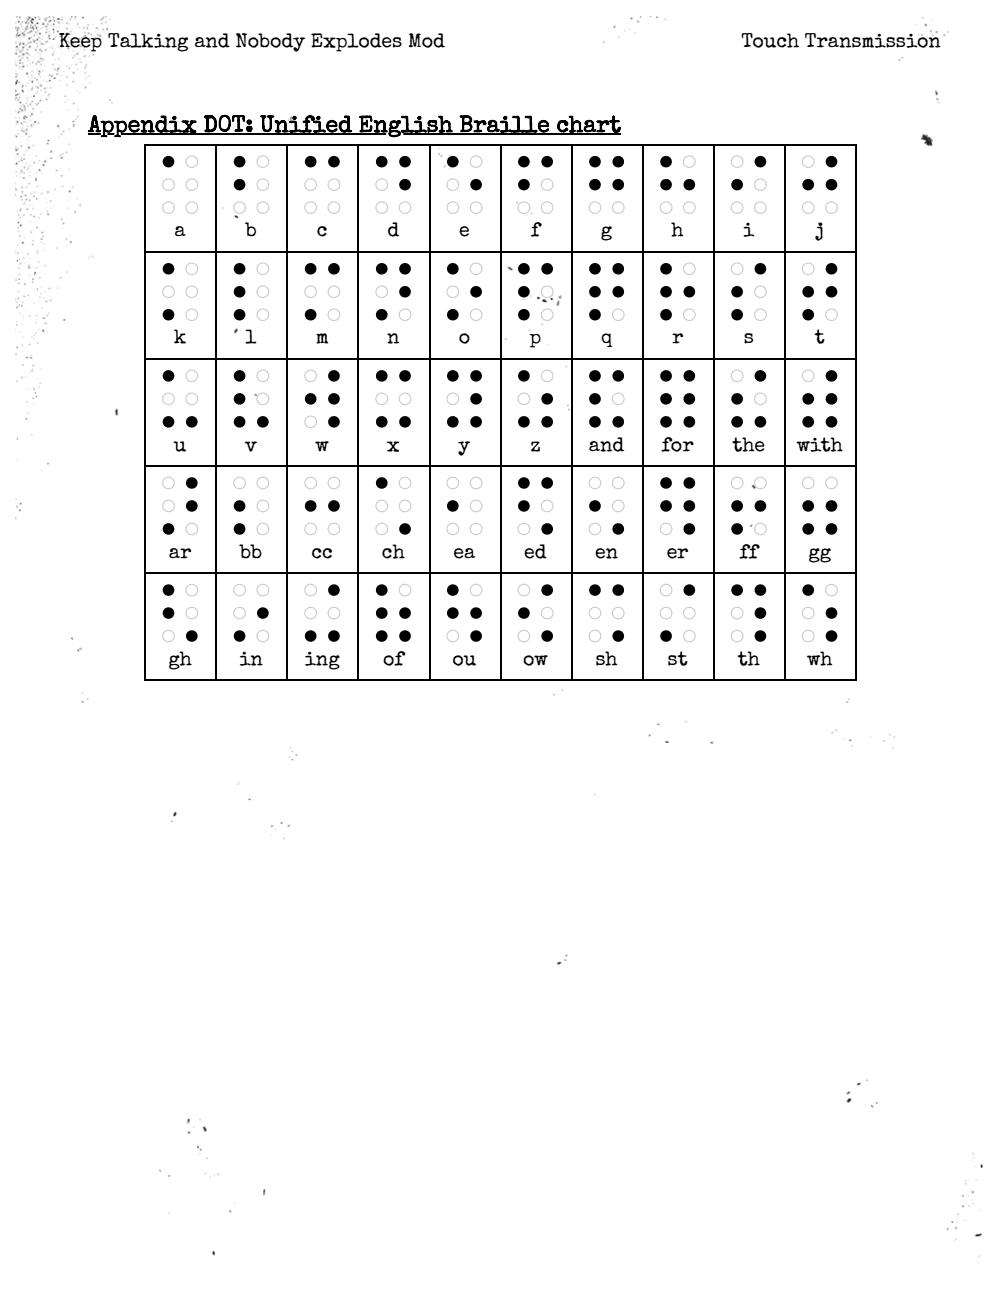 Keep Talking and Nobody Explodes Mod Touch Transmission
Appendix DOT: Unified English Braille chart
a b c d e f g h i j
k l m n o p q r s t
u v w x y z and for the with
ar bb cc ch ea ed en er ff gg
gh in ing of ou ow sh st th wh